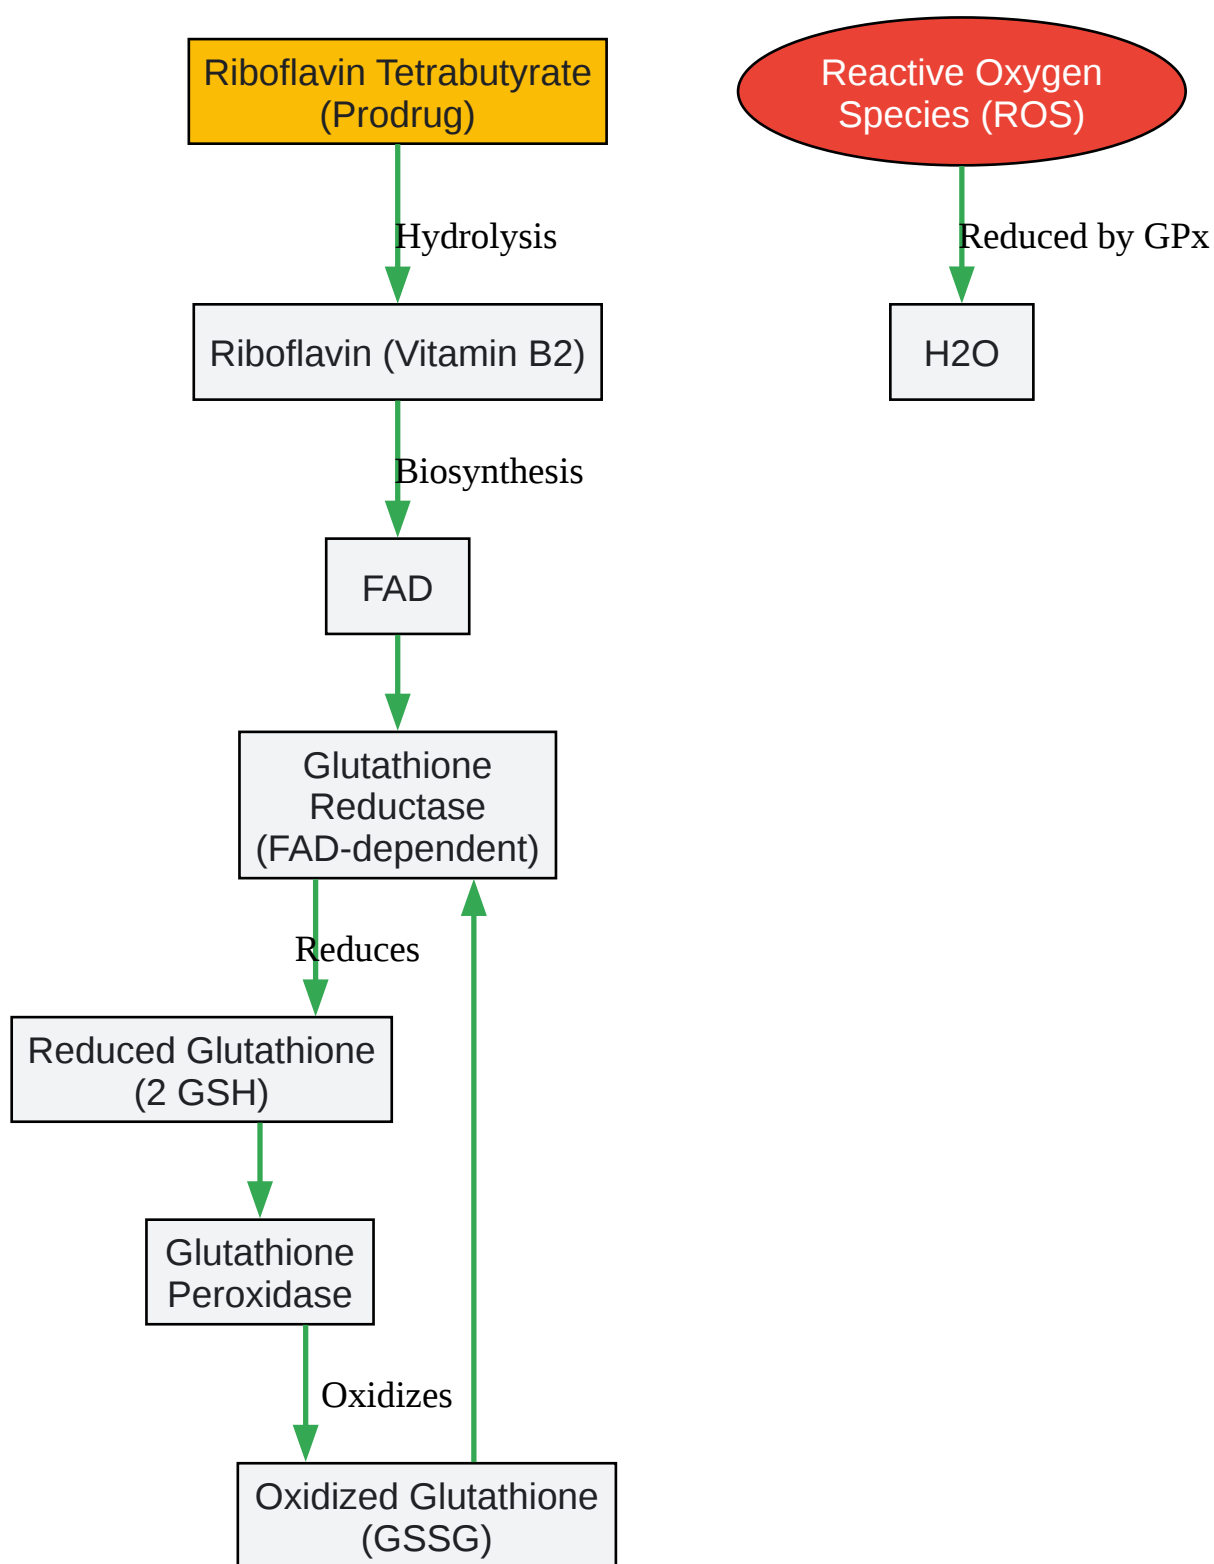 Riboflavin Tetrabutyrate
(Prodrug)
Reactive Oxygen
Species (ROS)
Hydrolysis
Reduced by GPx
Riboflavin (Vitamin B2)
H2O
Biosynthesis
FAD
Glutathione
Reductase
(FAD-dependent)
Reduces
Reduced Glutathione
(2 GSH)
Glutathione
Peroxidase
Oxidizes
Oxidized Glutathione
(GSSG)